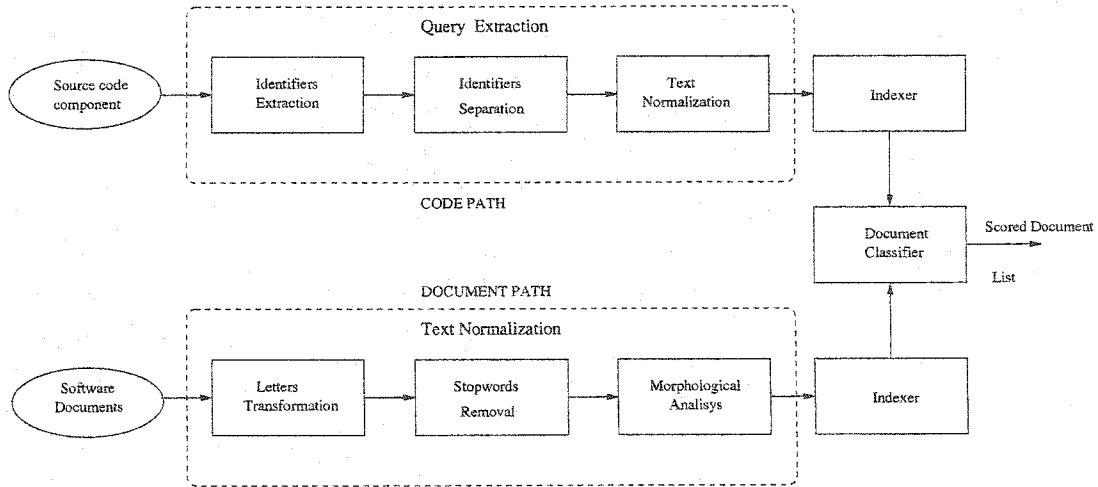 Query Extraction
Source code
component
Identifiers
Extraction
Identifiers
Separation
Text
Normalization
Indexer
CODE PATH
Document
Classifier
Scored Document
List
DOCUMENT PATH
Text Normalization
Software
Documents
Letters
Transformation
Stopwords
Removal
Morphological
Analisys
Indexer